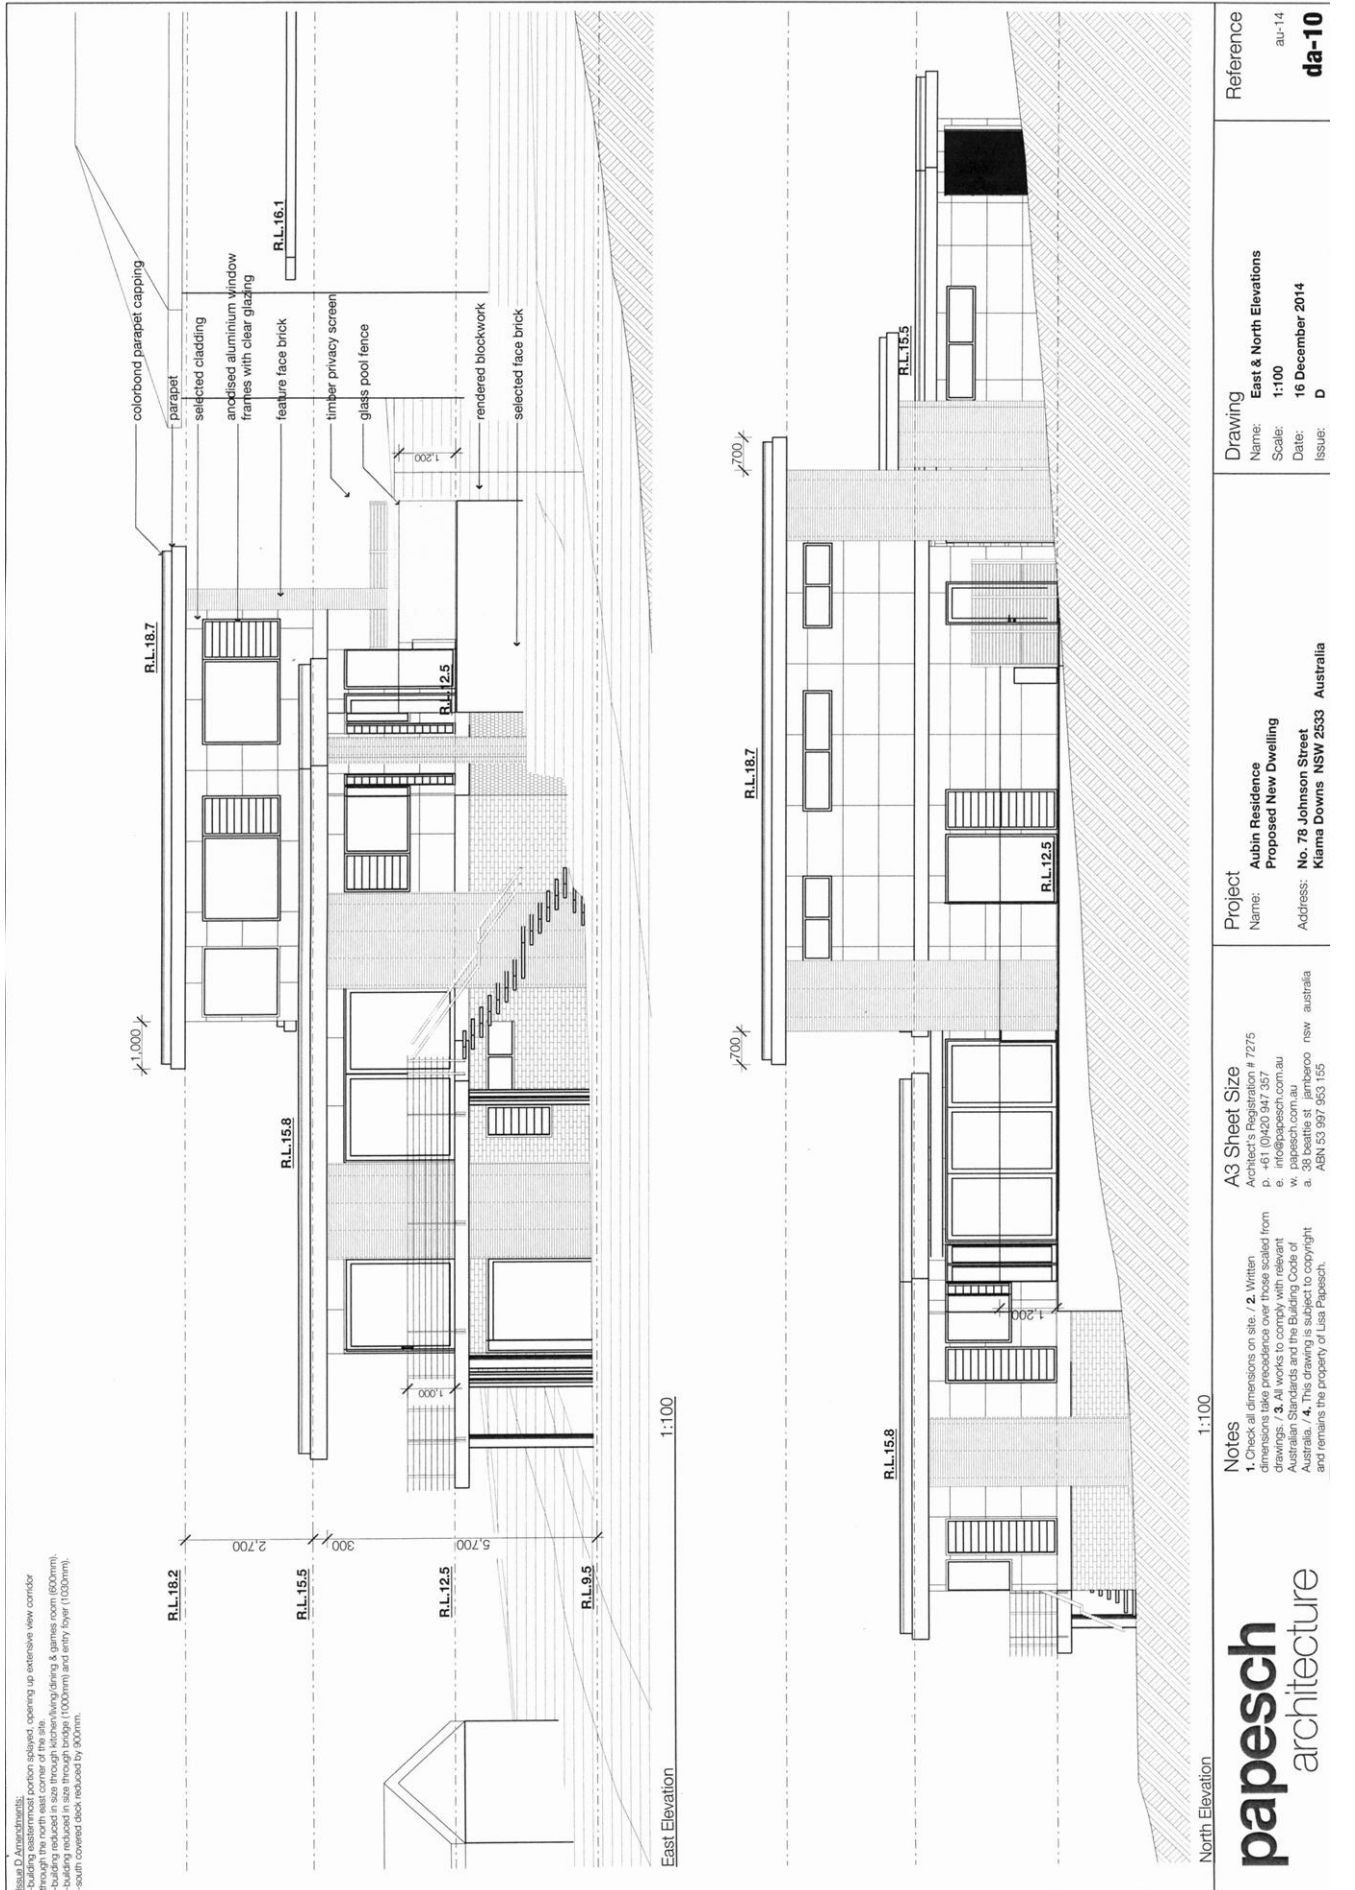 Issue D Amendments:
-building easternmost portion splayed, opening up extensive view corridor
through the north east corner of the site.
-building reduced in size through kitchen/living/dining & games room (600mm).
-building reduced in size through bridge (1000mm) and entry foyer (1030mm).
-south covered deck reduced by 900mm.
R.L.18.2
R.L.15.5
R.L.12.5
R.L.9.5
2,700
300
5,700
1,000
1,000
R.L.15.8
R.L.18.7
R.L.12.5
1,200
R.L.16.1
colorbond parapet capping
parapet
selected cladding
anodised aluminium window
frames with clear glazing
feature face brick
timber privacy screen
glass pool fence
rendered blockwork
selected face brick
East Elevation
1:100
R.L.15.8
700
R.L.18.7
700
R.L.15.5
R.L.12.5
1,200
North Elevation
1:100
papesch
architecture
Notes
1. Check all dimensions on site. / 2. Written
dimensions take precedence over those scaled from
drawings. / 3. All works to comply with relevant
Australian Standards and the Building Code of
Australia. / 4. This drawing is subject to copyright
and remains the property of Lisa Papesch.
A3 Sheet Size
Architect's Registration # 7275
p. +61 (0)420 947 357
e. info@papesch.com.au
w. papesch.com.au
a. 38 beattie st jamberoo nsw australia
ABN 53 997 953 155
Project
Name: Aubin Residence
Proposed New Dwelling
Address: No. 78 Johnson Street
Kiama Downs NSW 2533 Australia
Drawing
Name: East & North Elevations
Scale: 1:100
Date: 16 December 2014
Issue: D
Reference
au-14
da-10